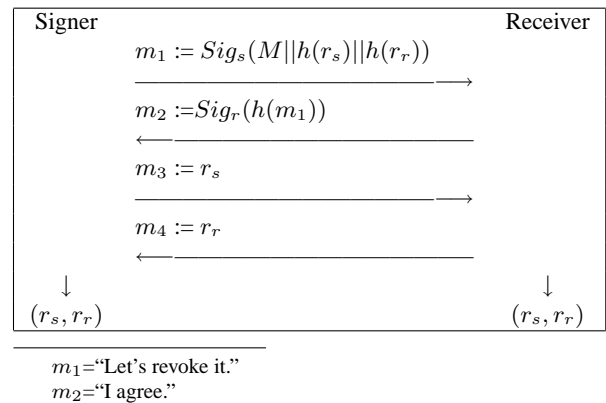 Signer Receiver
m₁ := Sigₛ(M||h(rₛ)||h(rᵣ))
m₂ :=Sigᵣ(h(m₁))
m₃ := rₛ
m₄ := rᵣ
↓ ↓
(rₛ, rᵣ) (rₛ, rᵣ)
m₁=“Let's revoke it.”
m₂=“I agree.”